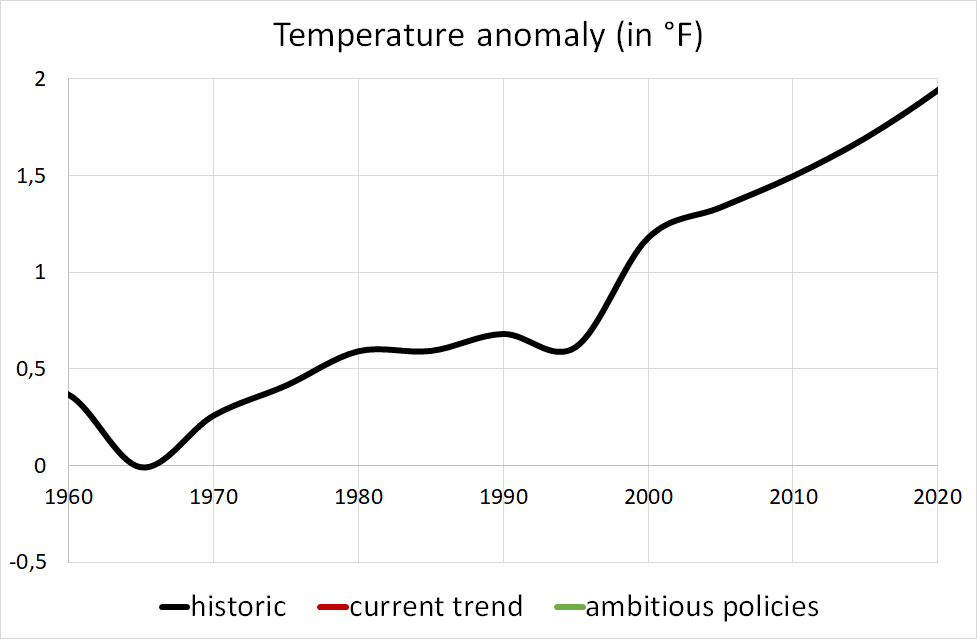 Temperature anomaly (in °F)
2
1,5
1
0,5
0
-0,5
1960 1970 1980 1990 2000 2010 2020
historic current trend ambitious policies